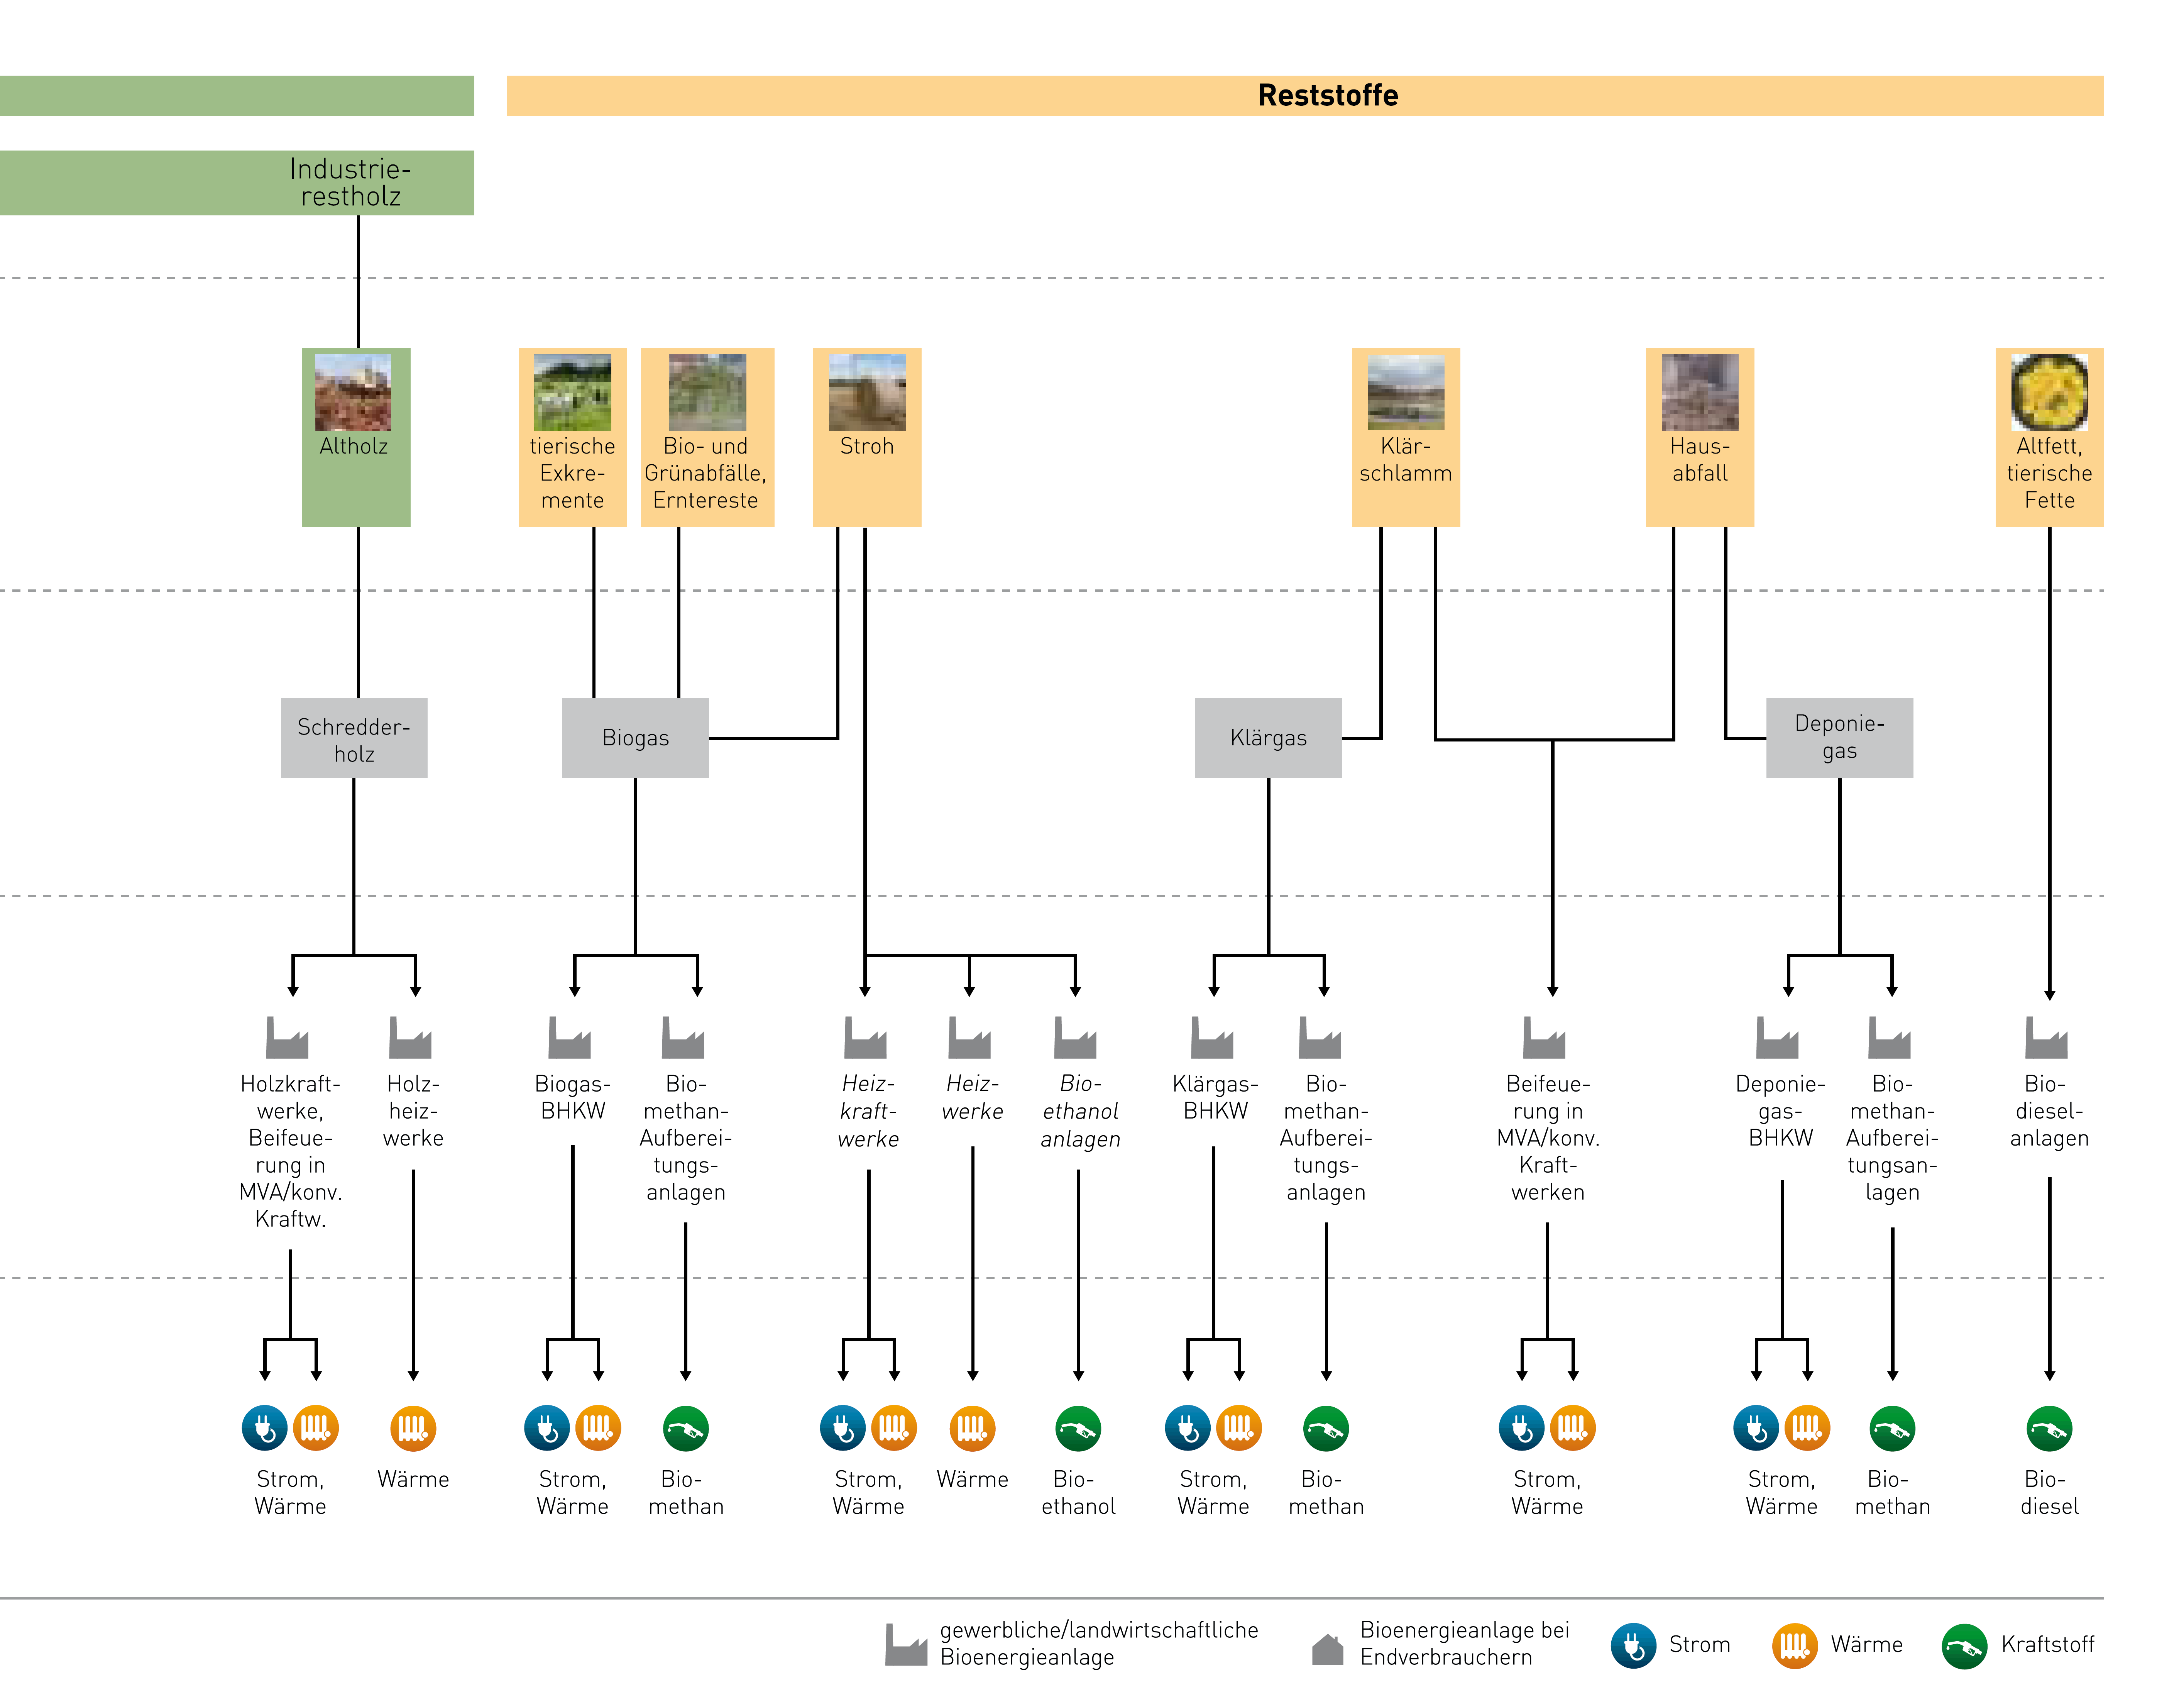 Reststoffe
Industrie-
restholz
Altholz
tierische
Exkre-
mente
Bio- und
Grünabfälle,
Erntereste
Stroh
Klär-
schlamm
Haus-
abfall
Altfett,
tierische
Fette
Schredder-
holz
Biogas
Klärgas
Deponie-
gas
Holzkraft-
werke,
Beifeue-
rung in
MVA/konv.
Kraftw.
Holz-
heiz-
werke
Biogas-
BHKW
Bio-
methan-
Aufberei-
tungs-
anlagen
Heiz-
kraft-
werke
Heiz-
werke
Bio-
ethanol
anlagen
Klärgas-
BHKW
Bio-
methan-
Aufberei-
tungs-
anlagen
Beifeue-
rung in
MVA/konv.
Kraft-
werken
Deponie-
gas-
BHKW
Bio-
methan-
Aufberei-
tungsan-
lagen
Bio-
diesel-
anlagen
Strom,
Wärme
Wärme
Strom,
Wärme
Bio-
methan
Strom,
Wärme
Wärme
Bio-
ethanol
Strom,
Wärme
Bio-
methan
Strom,
Wärme
Strom,
Wärme
Bio-
methan
Bio-
diesel
gewerbliche/landwirtschaftliche
Bioenergieanlage
Bioenergieanlage bei
Endverbrauchern
Strom
Wärme
Kraftstoff